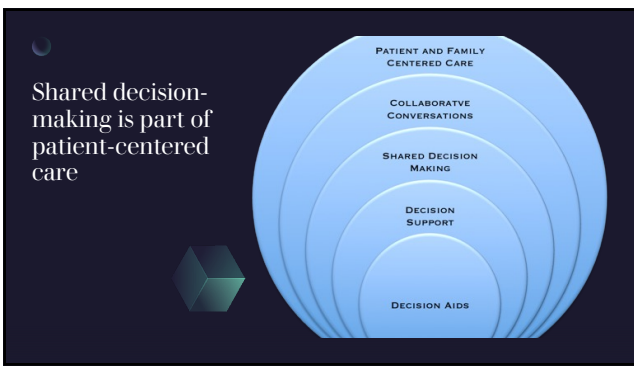 Shared decision-
making is part of
patient-centered
care
PATIENT AND FAMILY
CENTERED CARE
COLLABORATVE
CONVERSATIONS
SHARED DECISION
MAKING
DECISION
SUPPORT
DECISION AIDS